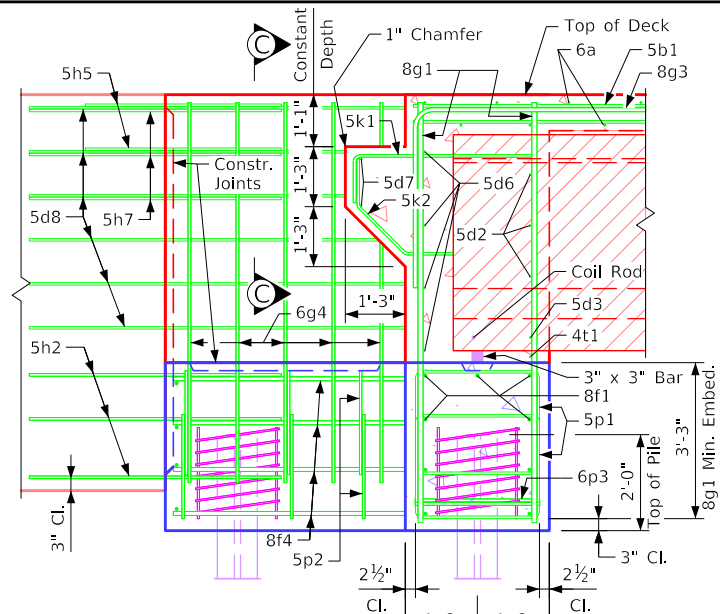 C
Constant
Depth
1" Chamfer
Top of Deck
6a
5b1
8g3
8g1
5h5
1'-1"
5k1
Constr.
Joints
1'-3"
5d7
5k2
5d6
5d8
5h7
5d2
1'-3"
C
Coil Rod
1'-3"
6g4
5d3
4t1
5h2
3" x 3" Bar
8f1
5p1
3'-3"
8g1 Min. Embed.
2'-0"
Top of Pile
6p3
3" Cl.
8f4
5p2
3" Cl.
2½"
Cl.
2½"
Cl.